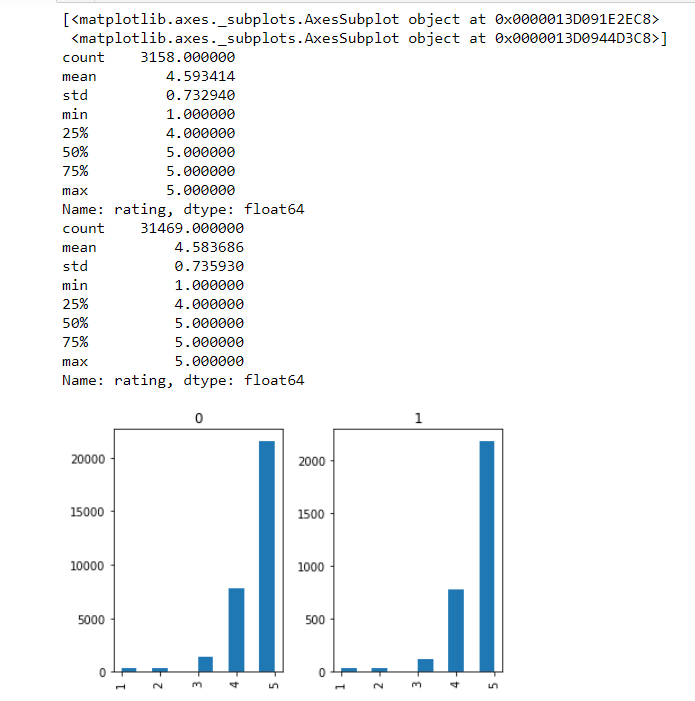 [<matplotlib.axes._subplots.AxesSubplot object at 0x0000013D091E2EC8>
<matplotlib.axes._subplots.AxesSubplot object at 0x0000013D0944D3C8>]
count 3158.000000
mean 4.593414
std 0.732940
min 1.000000
25% 4.000000
50% 5.000000
75% 5.000000
max 5.000000
Name: rating, dtype: float64
count 31469.000000
mean 4.583686
std 0.735930
min 1.000000
25% 4.000000
50% 5.000000
75% 5.000000
max 5.000000
Name: rating, dtype: float64
0
20000
15000
10000
5000
0
1 2 3 4 5
1
2000
1500
1000
500
0
1 2 3 4 5